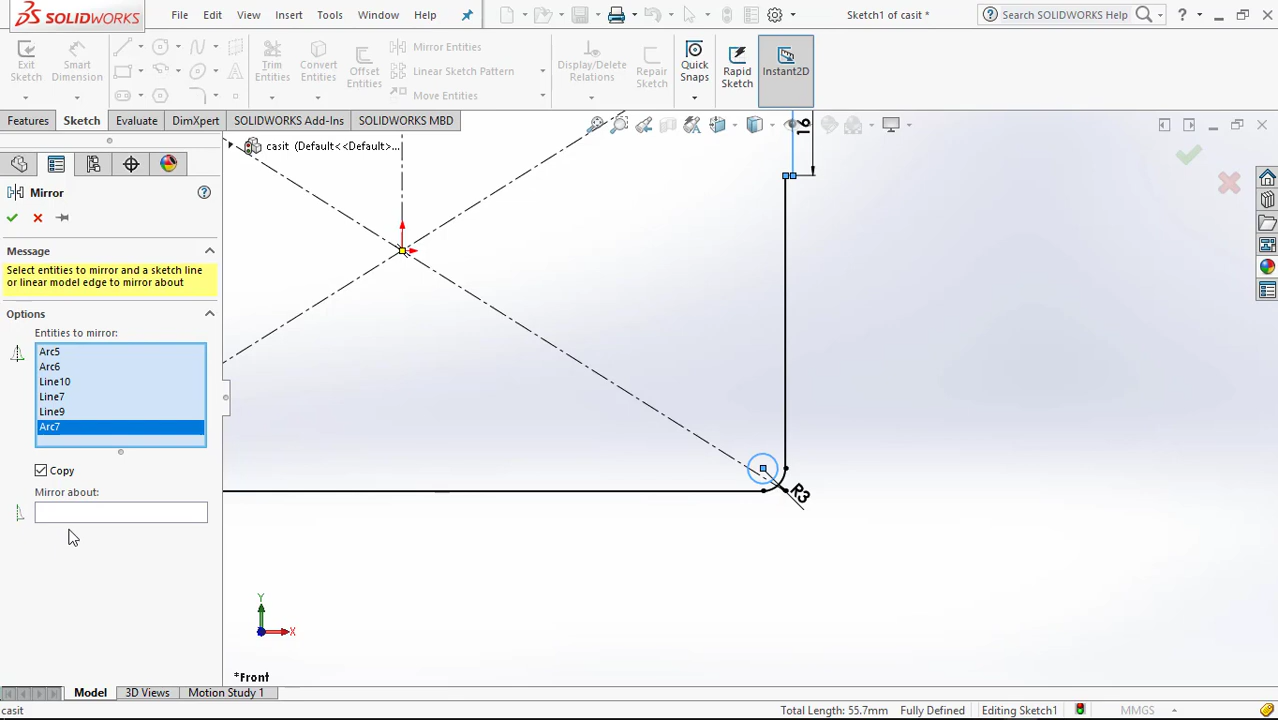 SOLIDWORKS File Edit View Insert Tools Window Help Sketch1 of casit * Search SOLIDWORKS Help ?
Exit Sketch Smart Dimension Trim Entities Convert Entities Offset Entities Mirror Entities Linear Sketch Pattern Move Entities Display/Delete Relations Repair Sketch Quick Snaps Rapid Sketch Instant2D
Features Sketch Evaluate DimXpert SOLIDWORKS Add-Ins SOLIDWORKS MBD
casit (Default<<Default>...
16
Mirror
?
Message
Select entities to mirror and a sketch line
or linear model edge to mirror about
Options
Entities to mirror:
Arc5
Arc6
Line10
Line7
Line9
Arc7
Copy
Mirror about:
R3
Y
X
*Front
Model 3D Views Motion Study 1
casit Total Length: 55.7mm Fully Defined Editing Sketch1 MMGS